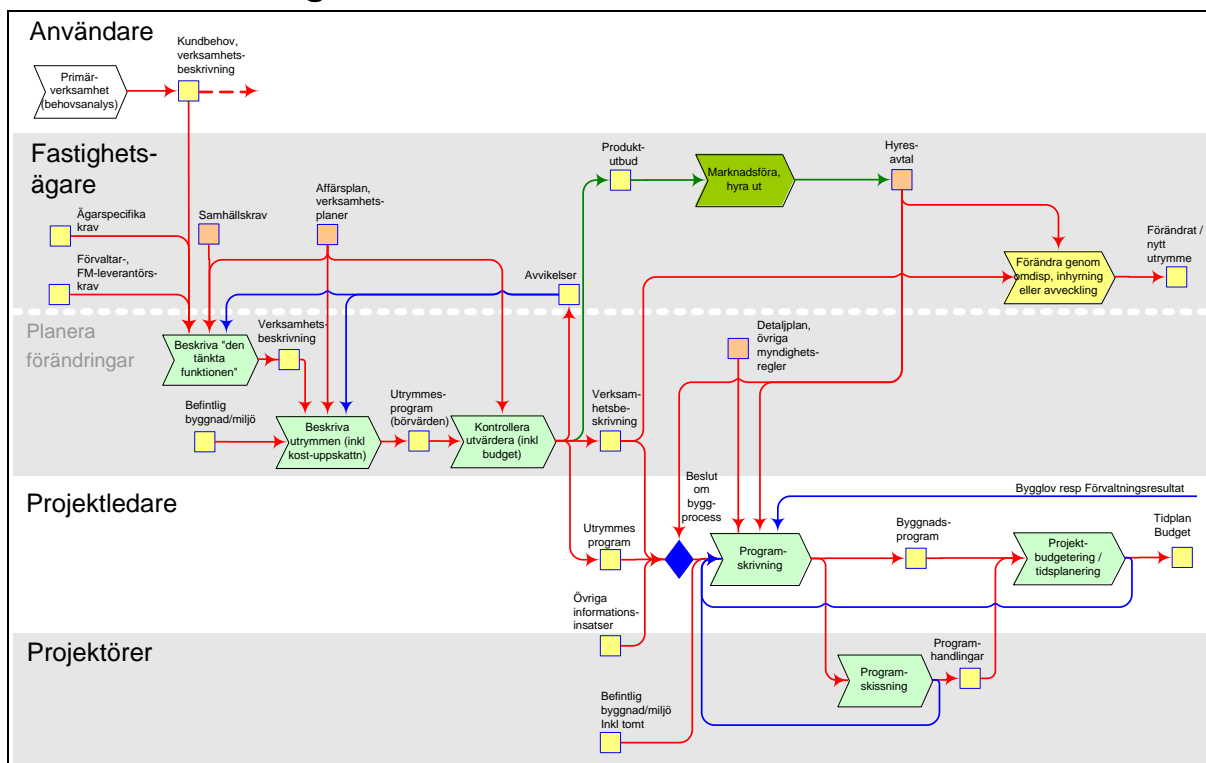 Användare
Kundbehov,
verksamhets-
beskrivning
Primär-
verksamhet
(behovsanalys)
Fastighets-
ägare
Produkt-
utbud
Marknadsföra,
hyra ut
Hyres-
avtal
Affärsplan,
verksamhets-
planer
Samhällskrav
Ägarspecifika
krav
Förvaltar-,
FM-leverantörs-
krav
Avvikelser
Förändra genom
omdisp, inhyrning
eller avveckling
Förändrat /
nytt
utrymme
Planera
förändringar
Beskriva "den
tänkta
funktionen"
Verksamhets-
beskrivning
Detaljplan,
övriga
myndighets-
regler
Befintlig
byggnad/miljö
Beskriva
utrymmen (inkl
kost-uppskattn)
Utrymmes-
program
(börvärden)
Kontrollera
utvärdera (inkl
budget)
Verksam-
hetsbe-
skrivning
Projektledare
Beslut
om
bygg-
process
Bygglov resp Förvaltningsresultat
Utrymmes
program
Program-
skrivning
Byggnads-
program
Projekt-
budgetering /
tidsplanering
Tidplan
Budget
Övriga
informations-
insatser
Projektörer
Program-
skissning
Program-
handlingar
Befintlig
byggnad/miljö
Inkl tomt